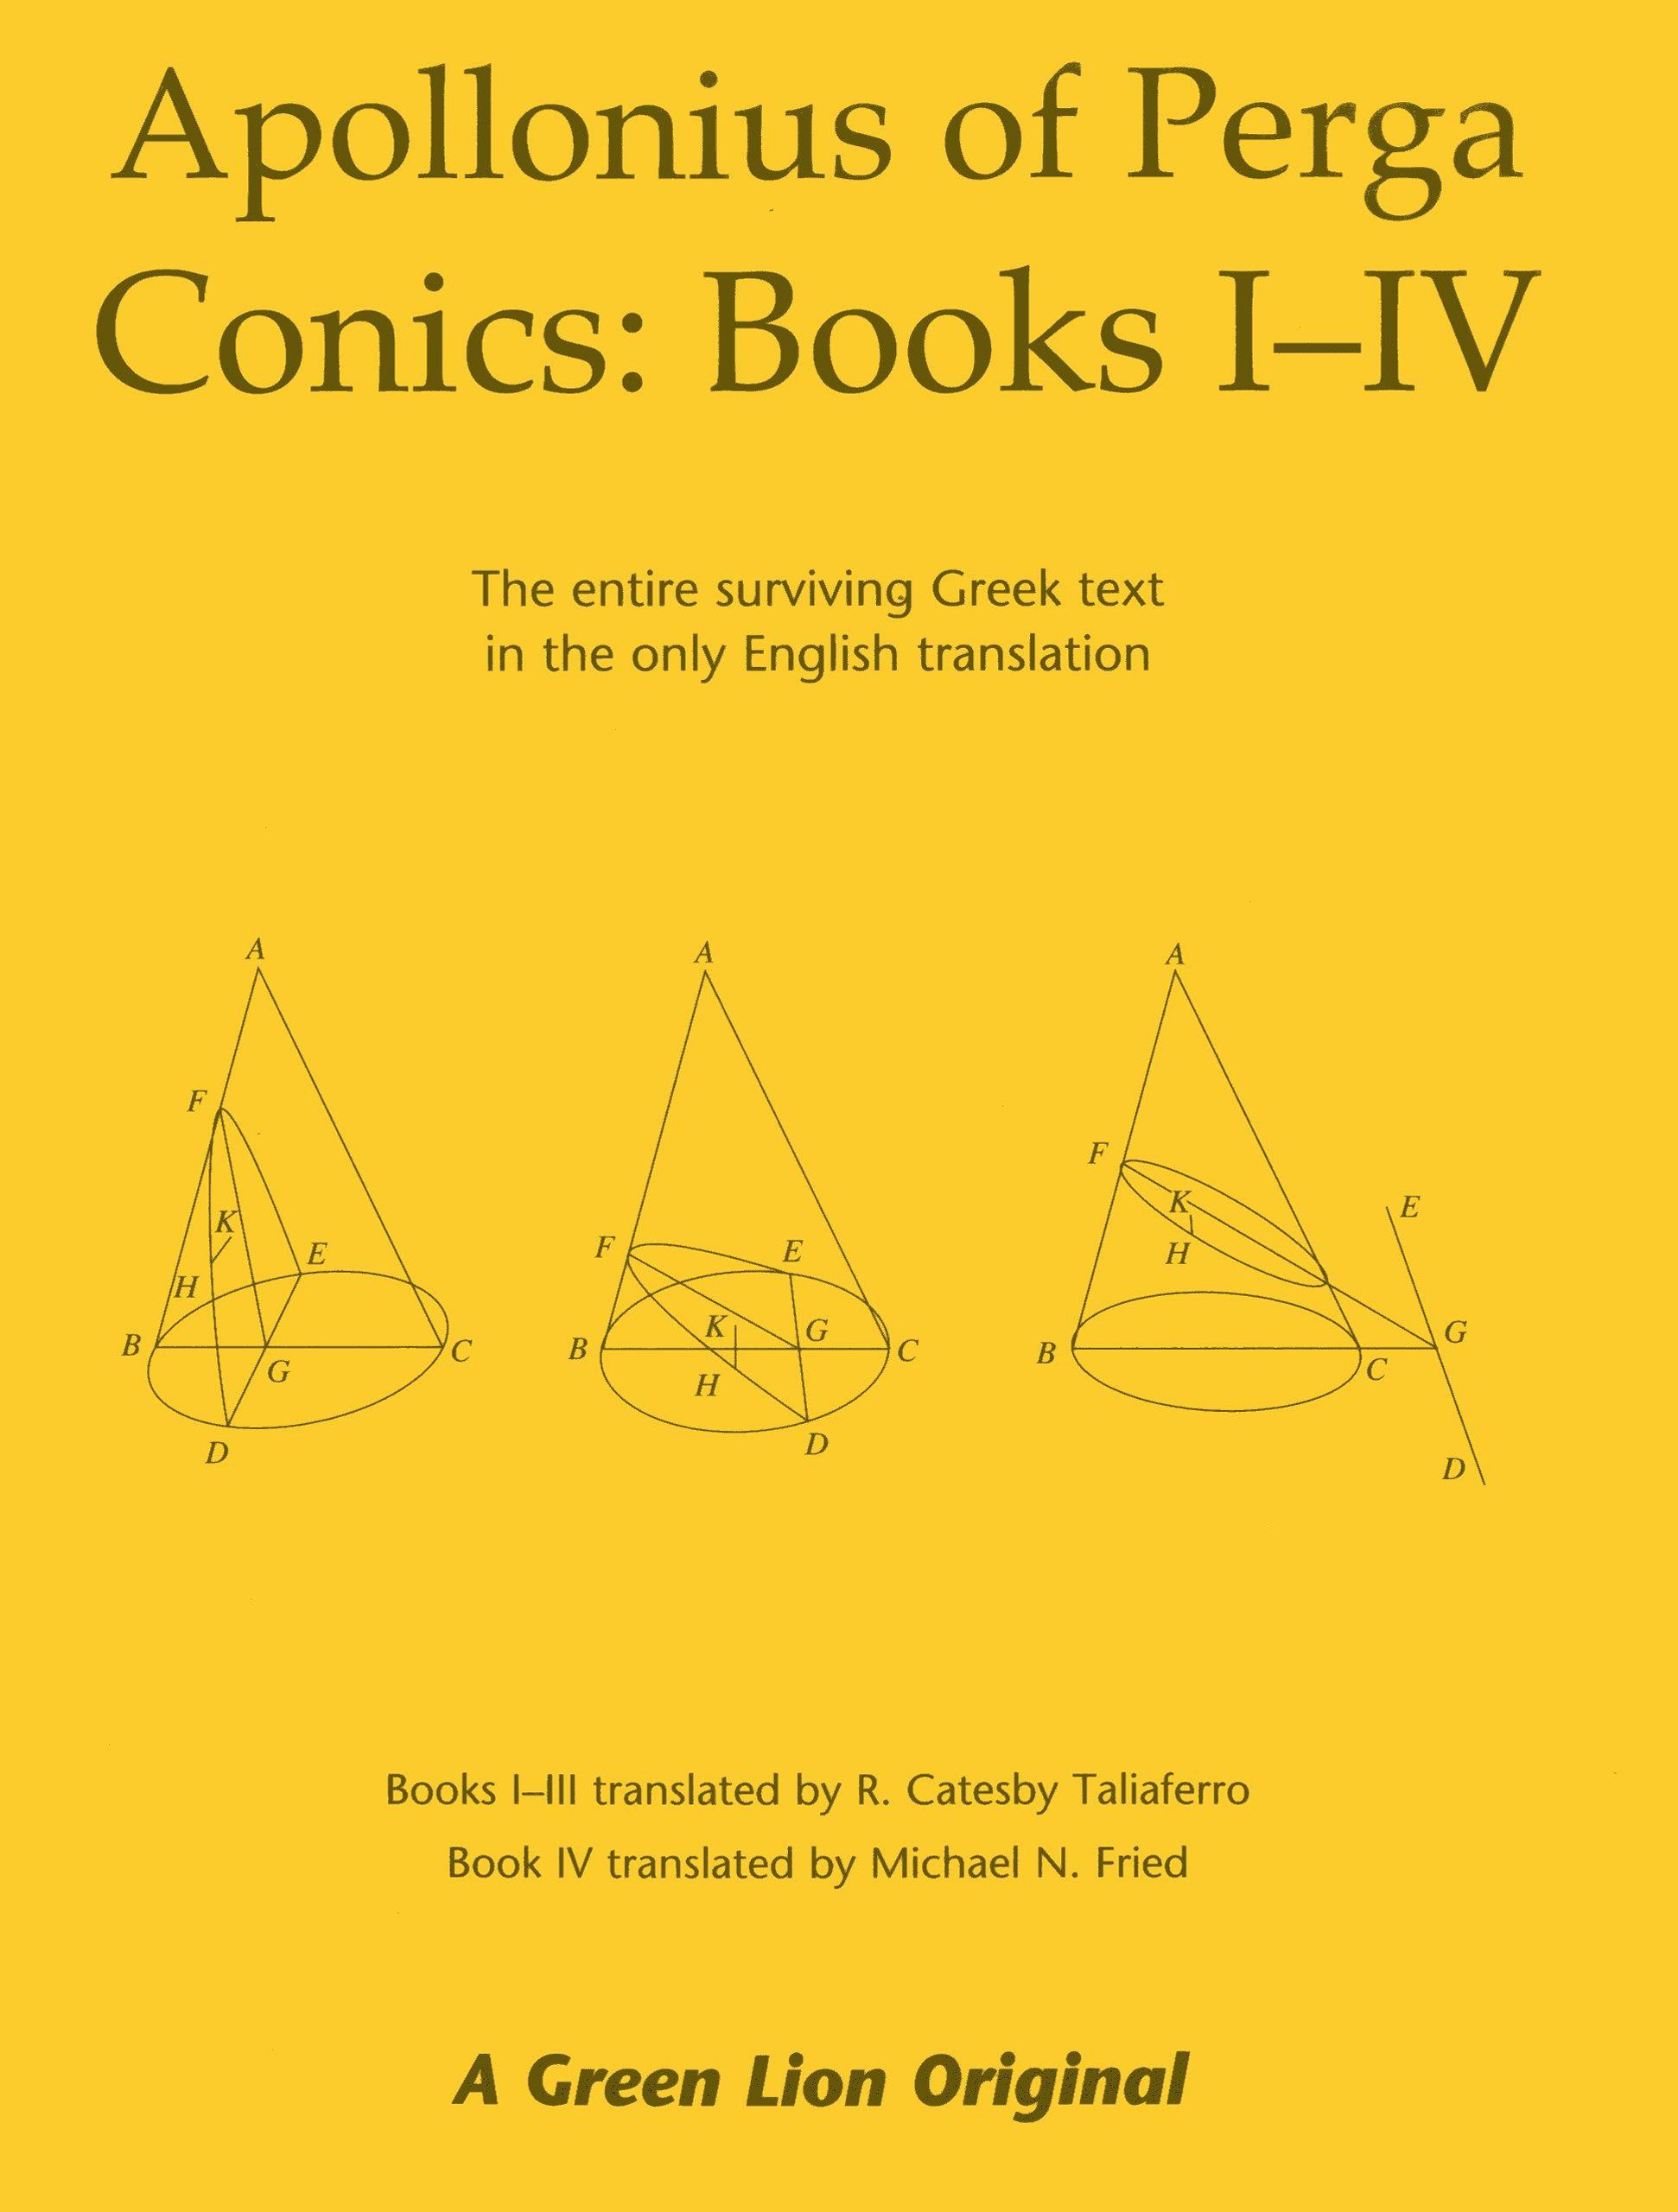 Apollonius of Perga
Conics: Books I–IV
The entire surviving Greek text
in the only English translation
A
F
K
E
H
B
G
C
D
A
F
E
K
G
B
C
H
D
A
F
K
E
H
G
B
C
D
Books I–III translated by R. Catesby Taliaferro
Book IV translated by Michael N. Fried
A Green Lion Original